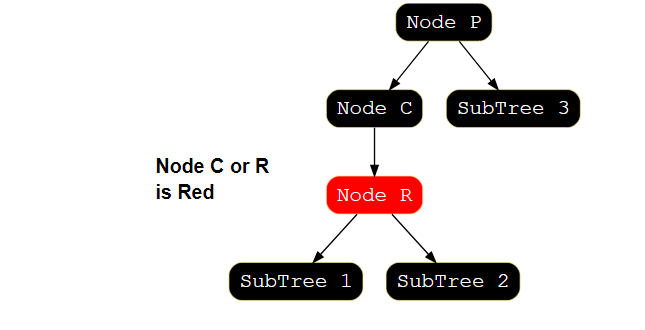 Node P
Node C
SubTree 3
Node C or R
is Red
Node R
SubTree 1
SubTree 2